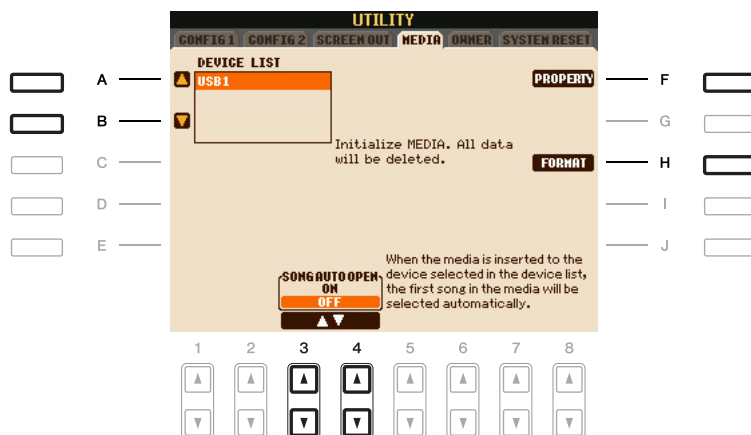 UTILITY
CONFIG 1 CONFIG 2 SCREEN OUT MEDIA OWNER SYSTEM RESET
DEVICE LIST
USB1
PROPERTY
A
F
B
G
Initialize MEDIA. All data
will be deleted.
FORMAT
C
H
D
I
E
J
When the media is inserted to the
device selected in the device list,
the first song in the media will be
selected automatically.
SONG AUTO OPEN
ON
OFF
1 2 3 4 5 6 7 8